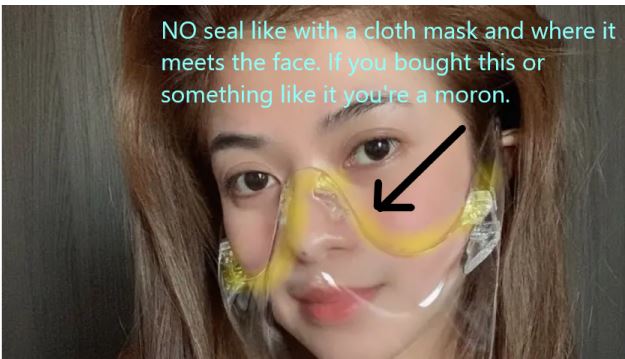 NO seal like with a cloth mask and where it
meets the face. If you bought this or
something like it you're a moron.